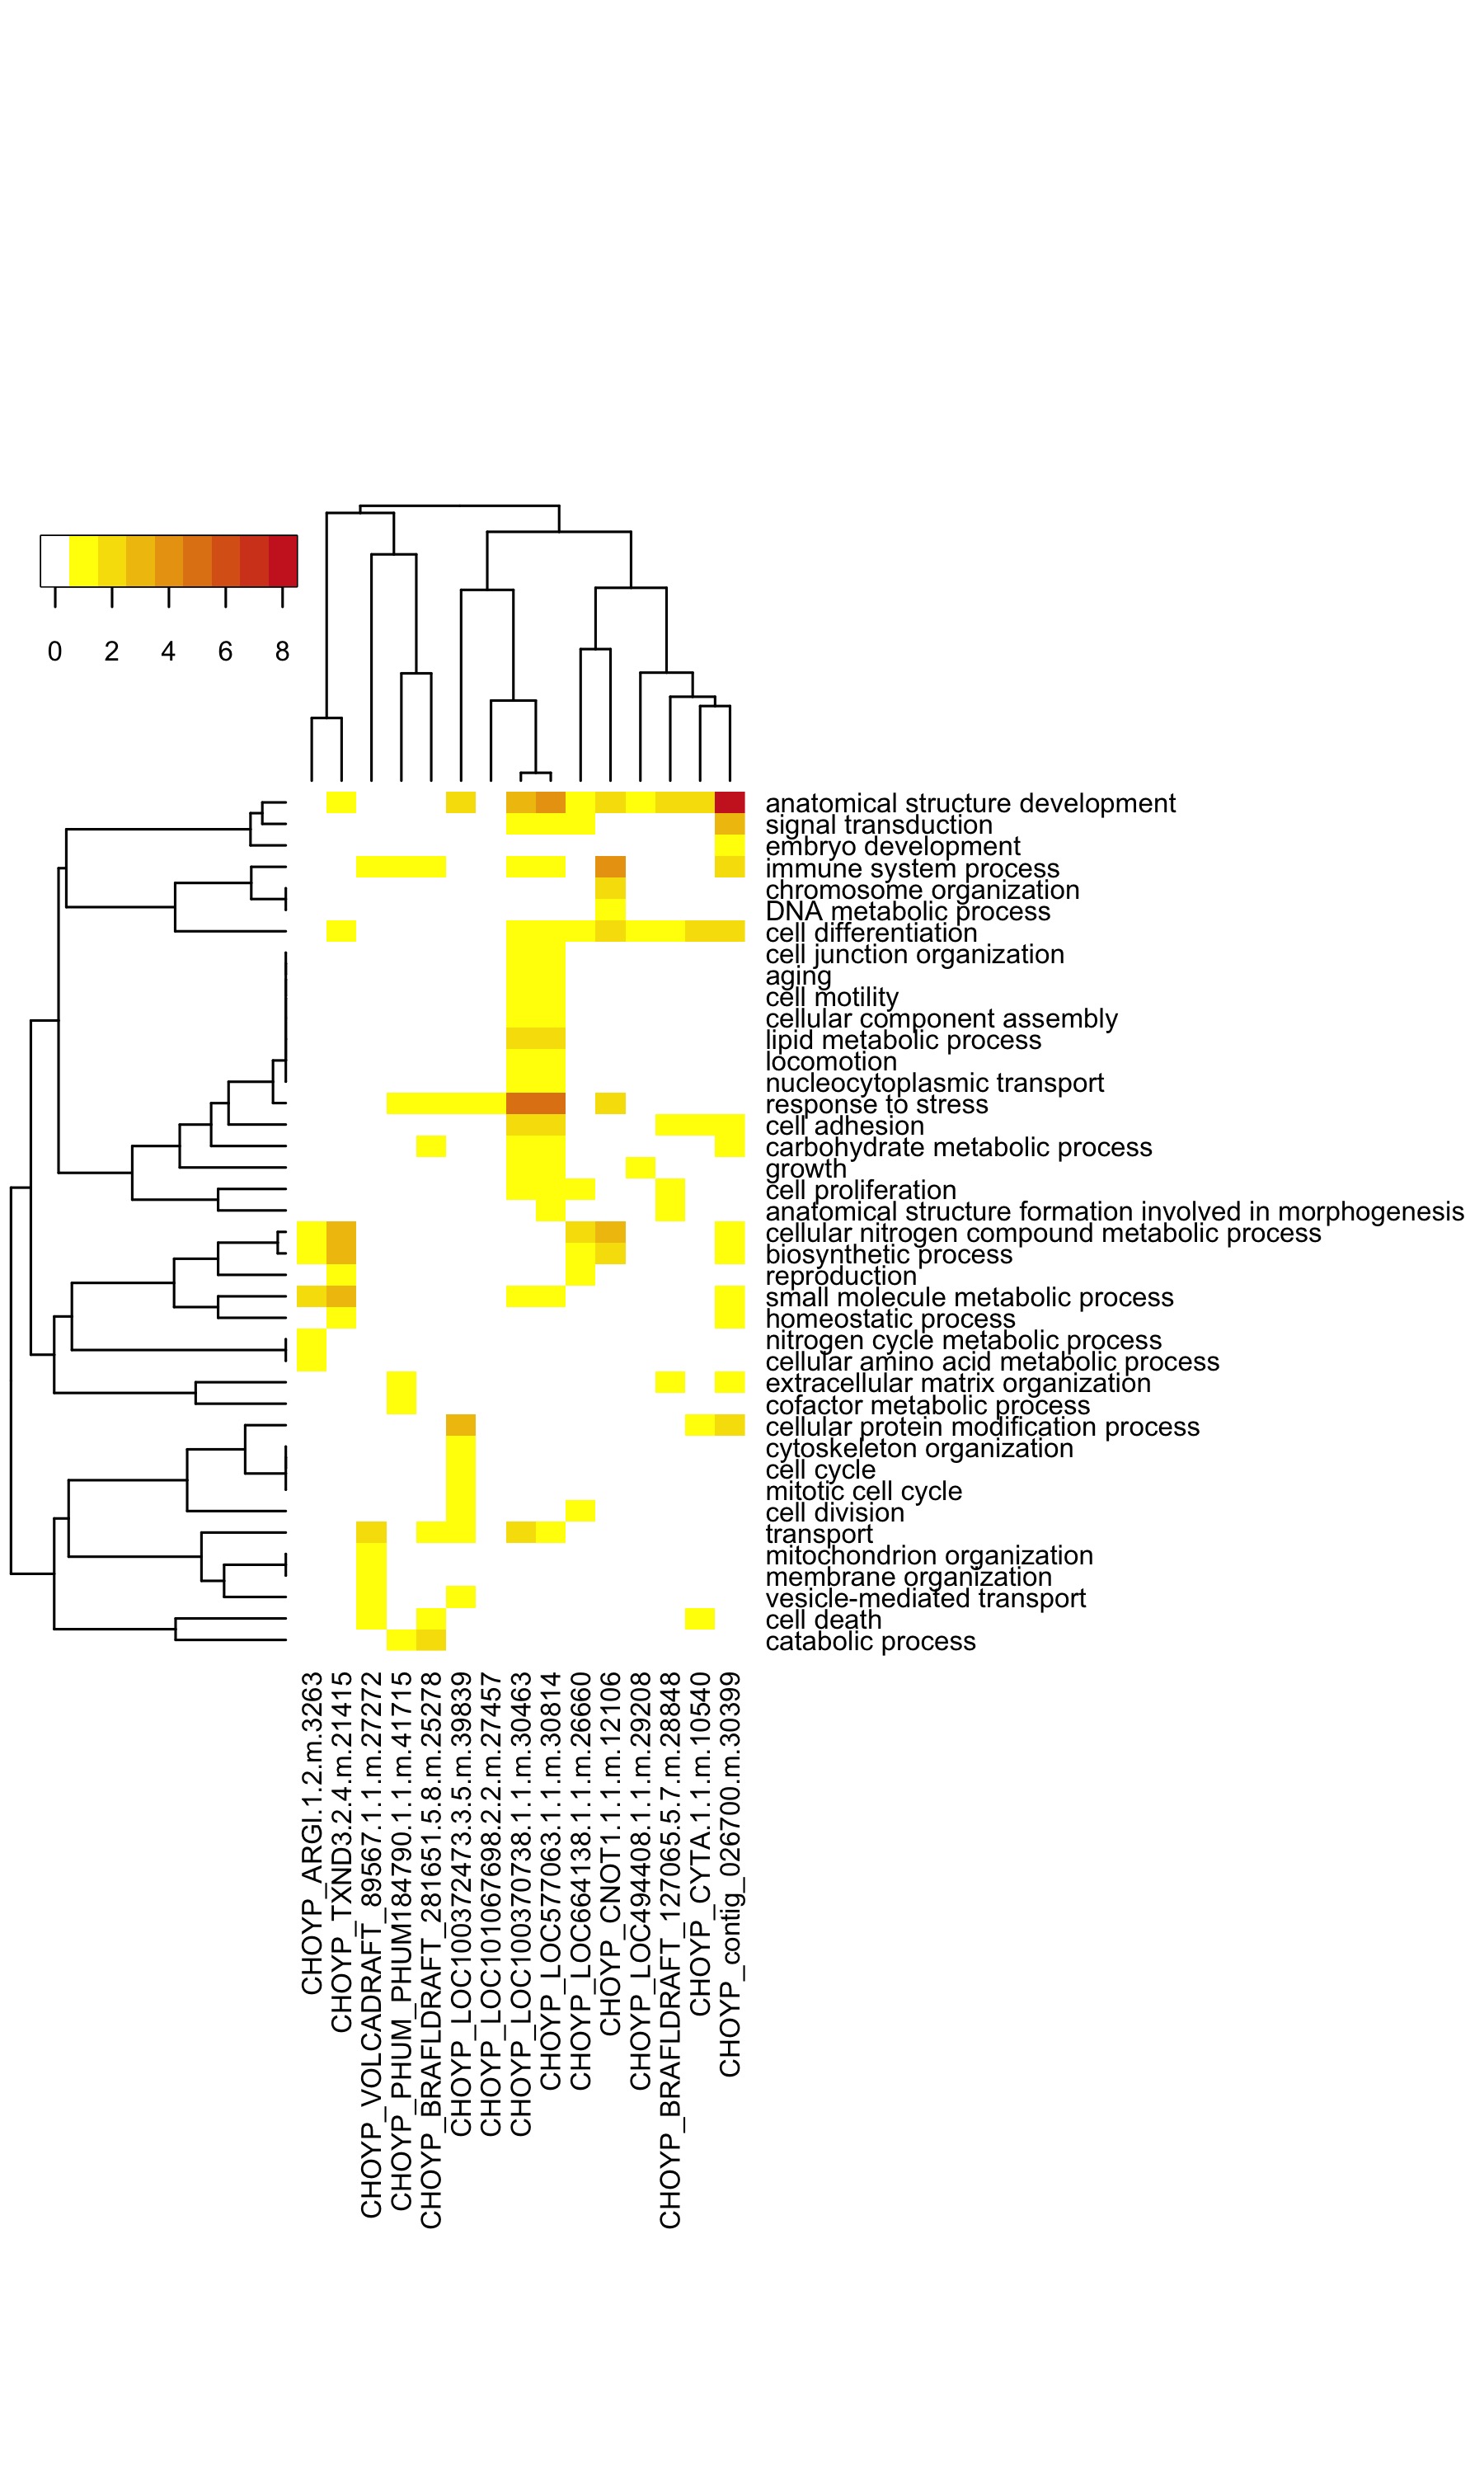 0 2 4 6 8
anatomical structure development
signal transduction
embryo development
immune system process
chromosome organization
DNA metabolic process
cell differentiation
cell junction organization
aging
cell motility
cellular component assembly
lipid metabolic process
locomotion
nucleocytoplasmic transport
response to stress
cell adhesion
carbohydrate metabolic process
growth
cell proliferation
anatomical structure formation involved in morphogenesis
cellular nitrogen compound metabolic process
biosynthetic process
reproduction
small molecule metabolic process
homeostatic process
nitrogen cycle metabolic process
cellular amino acid metabolic process
extracellular matrix organization
cofactor metabolic process
cellular protein modification process
cytoskeleton organization
cell cycle
mitotic cell cycle
cell division
transport
mitochondrion organization
membrane organization
vesicle-mediated transport
cell death
catabolic process
CHOYP_ARGI.1.2.m.3263
CHOYP_TXND3.2.4.m.21415
CHOYP_VOLCADRAFT_89567.1.1.m.27272
CHOYP_PHUM_PHUM184790.1.1.m.41715
CHOYP_BRAFLDRAFT_281651.5.8.m.25278
CHOYP_LOC100372473.3.5.m.39839
CHOYP_LOC101067698.2.2.m.27457
CHOYP_LOC100370738.1.1.m.30463
CHOYP_LOC577063.1.1.m.30814
CHOYP_LOC664138.1.1.m.26660
CHOYP_CNOT1.1.1.m.12106
CHOYP_LOC494408.1.1.m.29208
CHOYP_BRAFLDRAFT_127065.5.7.m.28848
CHOYP_CYTA.1.1.m.10540
CHOYP_contig_026700.m.30399